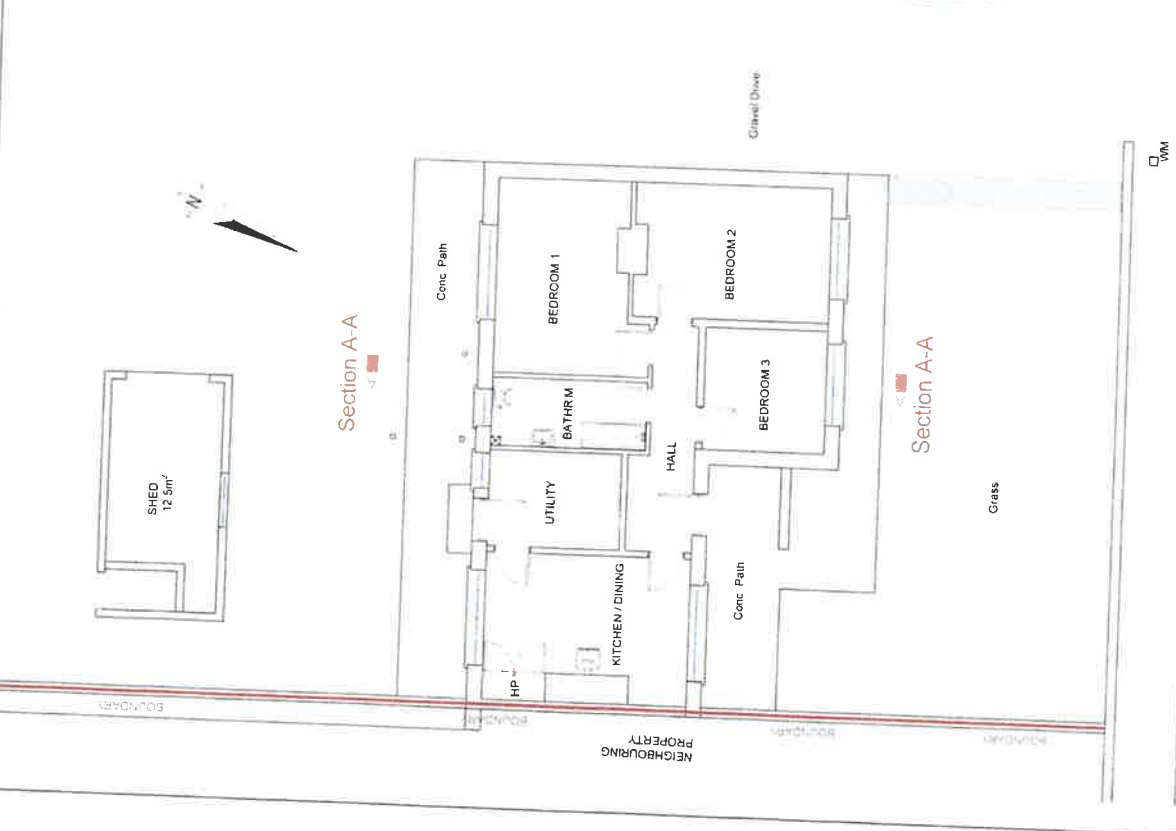 N
Gravel Drive
WM
Conc Path
BEDROOM 1
BEDROOM 2
Section A-A
SHED
12 5m²
BATHR M
BEDROOM 3
Section A-A
HALL
UTILITY
Grass
KITCHEN / DINING
Conc Path
HP
BOUNDARY
BOUNDARY
BOUNDARY
BOUNDARY
NEIGHBOURING
PROPERTY